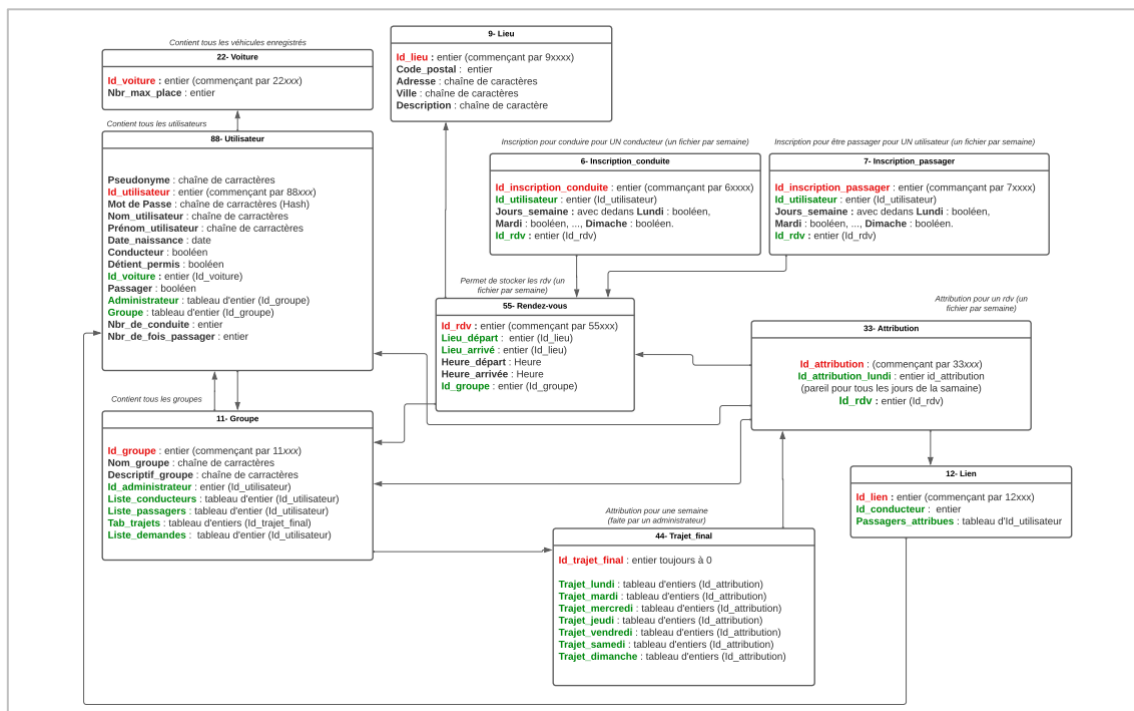 Contient tous les véhicules enregistrés
22- Voiture
Id_voiture : entier (commençant par 22xxx)
Nbr_max_place : entier
9- Lieu
Id_lieu : entier (commençant par 9xxxx)
Code_postal : entier
Adresse : chaîne de caractères
Ville : chaîne de caractères
Description : chaîne de caractère
Contient tous les utilisateurs
88- Utilisateur
Pseudonyme : chaîne de carractères
Id_utilisateur : entier (commençant par 88xxx)
Mot de Passe : chaîne de carractères (Hash)
Nom_utilisateur : chaîne de carractères
Prénom_utilisateur : chaîne de carractères
Date_naissance : date
Conducteur : booléen
Détient_permis : booléen
Id_voiture : entier (Id_voiture)
Passager : booléen
Administrateur : tableau d'entier (Id_groupe)
Groupe : tableau d'entier (Id_groupe)
Nbr_de_conduite : entier
Nbr_de_fois_passager : entier
Inscription pour conduire pour UN conducteur (un fichier par semaine)
6- Inscription_conduite
Id_inscription_conduite : entier (commançant par 6xxxx)
Id_utilisateur : entier (Id_utilisateur)
Jours_semaine : avec dedans Lundi : booléen,
Mardi : booléen, ..., Dimache : booléen.
Id_rdv : entier (Id_rdv)
Inscription pour être passager pour UN utilisateur (un fichier par semaine)
7- Inscription_passager
Id_inscription_passager : entier (commançant par 7xxxx)
Id_utilisateur : entier (Id_utilisateur)
Jours_semaine : avec dedans Lundi : booléen,
Mardi : booléen, ..., Dimache : booléen.
Id_rdv : entier (Id_rdv)
Permet de stocker les rdv (un
fichier par semaine)
55- Rendez-vous
Id_rdv : entier (commençant par 55xxx)
Lieu_départ : entier (Id_lieu)
Lieu_arrivé : entier (Id_lieu)
Heure_départ : Heure
Heure_arrivée : Heure
Id_groupe : entier (Id_groupe)
Attribution pour un rdv (un
fichier par semaine)
33- Attribution
Id_attribution : (commençant par 33xxx)
Id_attribution_lundi : entier id_attribution
(pareil pour tous les jours de la samaine)
Id_rdv : entier (Id_rdv)
Contient tous les groupes
11- Groupe
Id_groupe : entier (commençant par 11xxx)
Nom_groupe : chaîne de carractères
Descriptif_groupe : chaîne de carractères
Id_administrateur : entier (Id_utilisateur)
Liste_conducteurs : tableau d'entier (Id_utilisateur)
Liste_passagers : tableau d'entier (Id_utilisateur)
Tab_trajets : tableau d'entiers (Id_trajet_final)
Liste_demandes : tableau d'entier (Id_utilisateur)
12- Lien
Id_lien : entier (commençant par 12xxx)
Id_conducteur : entier
Passagers_attribues : tableau d'Id_utilisateur
Attribution pour une semaine
(faite par un administrateur)
44- Trajet_final
Id_trajet_final : entier toujours à 0
Trajet_lundi : tableau d'entiers (Id_attribution)
Trajet_mardi : tableau d'entiers (Id_attribution)
Trajet_mercredi : tableau d'entiers (Id_attribution)
Trajet_jeudi : tableau d'entiers (Id_attribution)
Trajet_vendredi : tableau d'entiers (Id_attribution)
Trajet_samedi : tableau d'entiers (Id_attribution)
Trajet_dimanche : tableau d'entiers (Id_attribution)